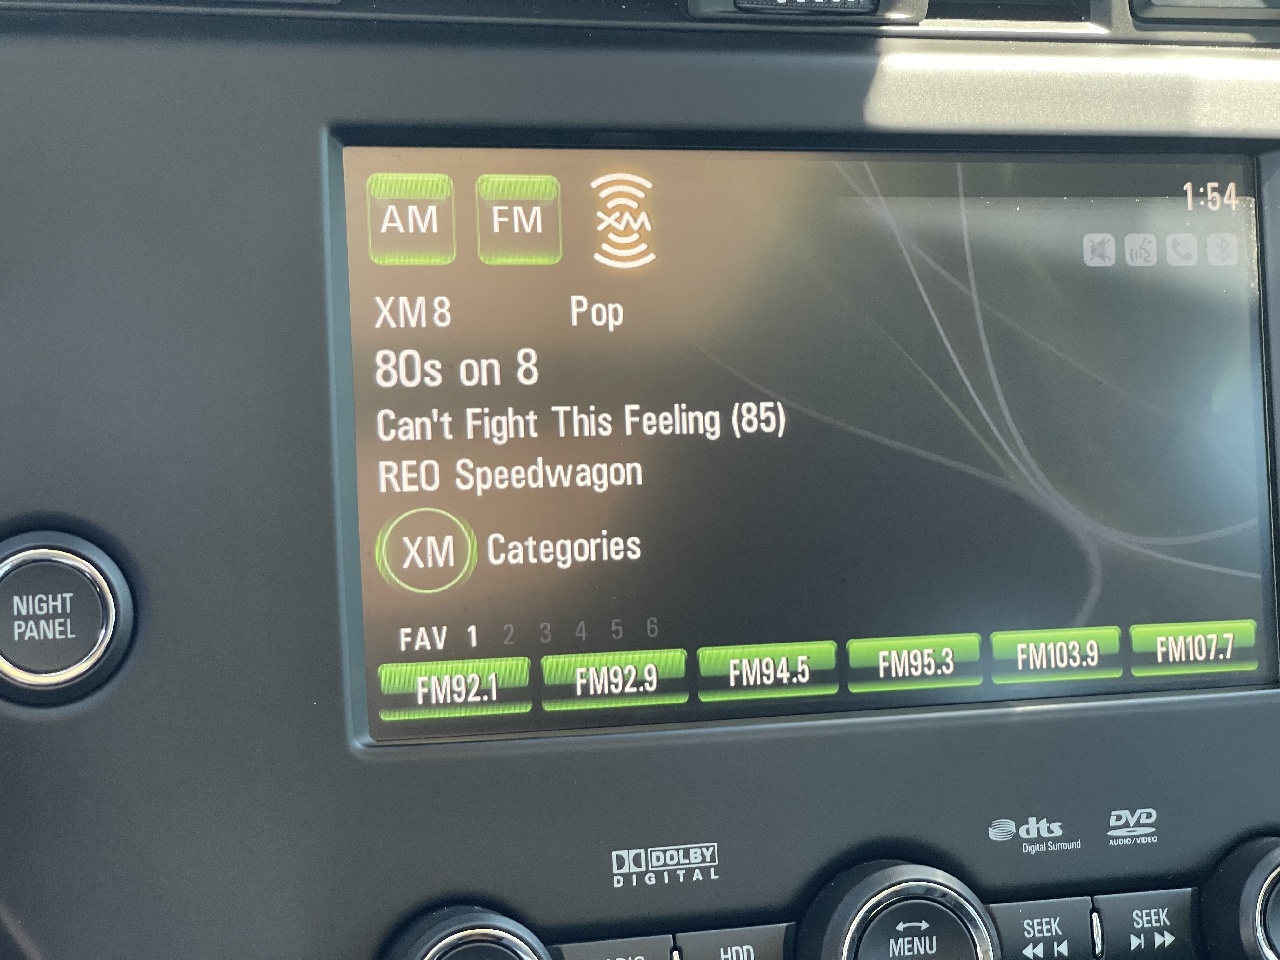 AM FM XM 1:54
XM8 Pop
80s on 8
Can't Fight This Feeling (85)
REO Speedwagon
XM Categories
FAV 1 2 3 4 5 6
FM92.1 FM92.9 FM94.5 FM95.3 FM103.9 FM107.7
NIGHT
PANEL
DOLBY
DIGITAL
dts
Digital Surround
DVD
AUDIO/VIDEO
HDD
MENU
SEEK
SEEK